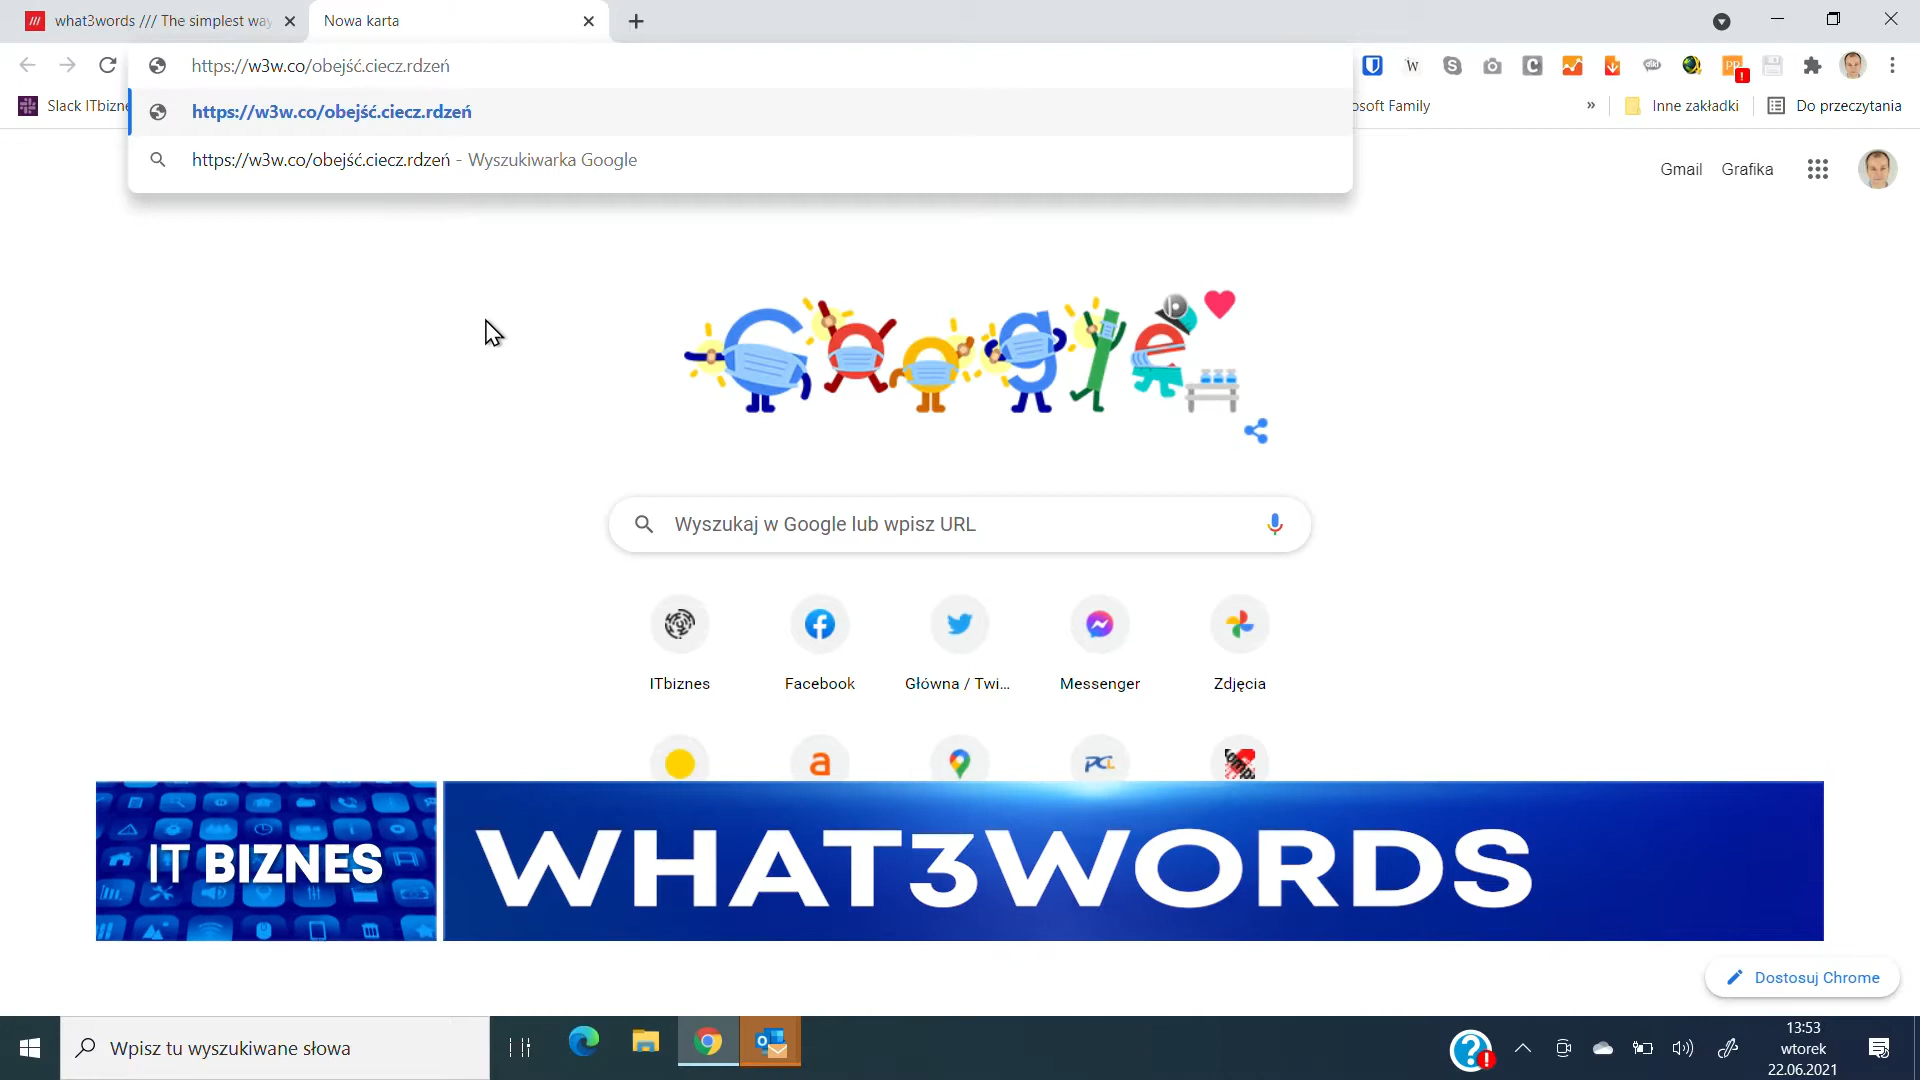 what3words /// The simplest way
Nowa karta
https://w3w.co/obejść.ciecz.rdzeń
https://w3w.co/obejść.ciecz.rdzeń
https://w3w.co/obejść.ciecz.rdzeń - Wyszukiwarka Google
Slack ITbizne
osoft Family
»
Inne zakładki
Do przeczytania
Gmail
Grafika
Google
Wyszukaj w Google lub wpisz URL
ITbiznes
Facebook
Główna / Twi...
Messenger
Zdjęcia
IT BIZNES
WHAT3WORDS
Dostosuj Chrome
Wpisz tu wyszukiwane słowa
13:53
wtorek
22.06.2021